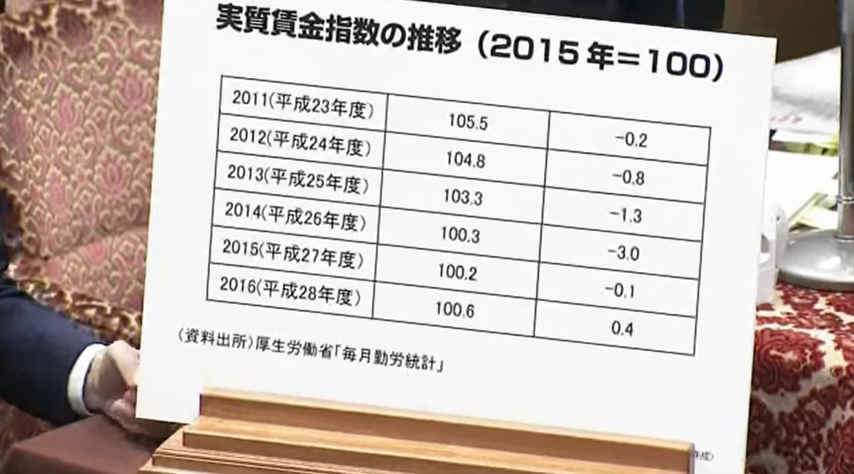 実質賃金指数の推移（2015年＝100）
2011(平成23年度) 105.5 −0.2
2012(平成24年度) 104.8 −0.8
2013(平成25年度) 103.3 −1.3
2014(平成26年度) 100.3 −3.0
2015(平成27年度) 100.2 −0.1
2016(平成28年度) 100.6 0.4
（資料出所）厚生労働省「毎月勤労統計」